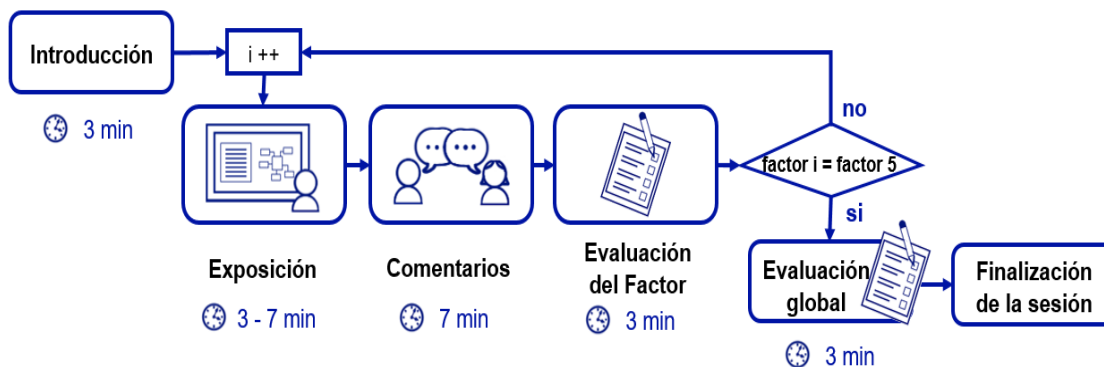 Introducción
3 min
i ++
Exposición
3 - 7 min
Comentarios
7 min
Evaluación
del Factor
3 min
factor i = factor 5
no
si
Evaluación
global
3 min
Finalización
de la sesión